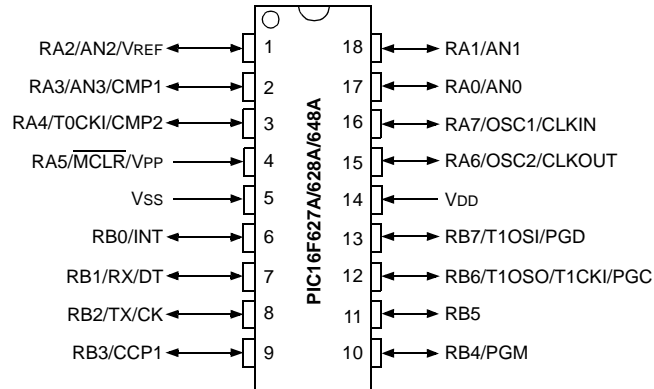 RA2/AN2/VREF 1 18 RA1/AN1
RA3/AN3/CMP1 2 17 RA0/AN0
RA4/T0CKI/CMP2 3 16 RA7/OSC1/CLKIN
RA5/MCLR/VPP 4 15 RA6/OSC2/CLKOUT
VSS 5 14 VDD
RB0/INT 6 13 RB7/T1OSI/PGD
RB1/RX/DT 7 12 RB6/T1OSO/T1CKI/PGC
RB2/TX/CK 8 11 RB5
RB3/CCP1 9 10 RB4/PGM
PIC16F627A/628A/648A